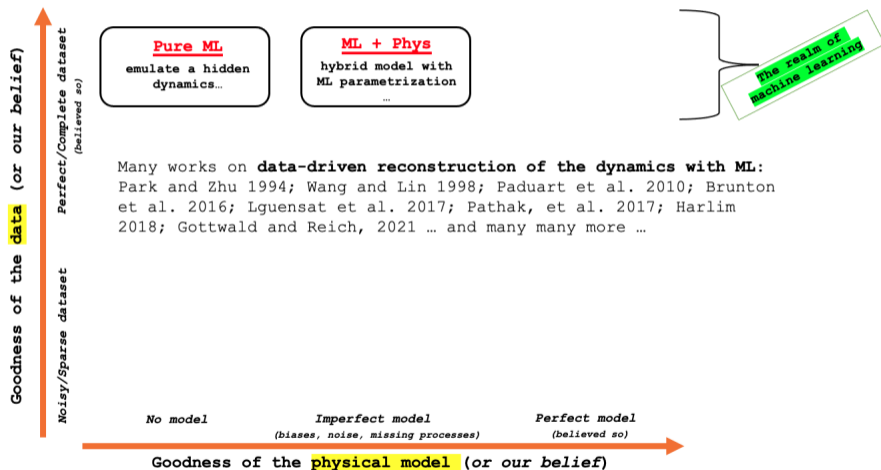 Goodness of the data (or our belief)
Perfect/Complete dataset
(believed so)
Noisy/Sparse dataset
Pure ML
emulate a hidden
dynamics…
ML + Phys
hybrid model with
ML parametrization
…
The realm of
machine learning
Many works on data-driven reconstruction of the dynamics with ML:
Park and Zhu 1994; Wang and Lin 1998; Paduart et al. 2010; Brunton
et al. 2016; Lguensat et al. 2017; Pathak, et al. 2017; Harlim
2018; Gottwald and Reich, 2021 … and many many more …
No model
Imperfect model
(biases, noise, missing processes)
Perfect model
(believed so)
Goodness of the physical model (or our belief)